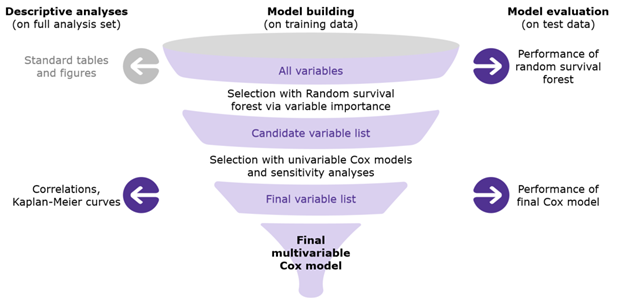 Descriptive analyses
(on full analysis set)
Model building
(on training data)
Model evaluation
(on test data)
Standard tables
and figures
All variables
Performance of
random survival
forest
Selection with Random survival
forest via variable importance
Candidate variable list
Selection with univariable Cox models
and sensitivity analyses
Correlations,
Kaplan-Meier curves
Final variable list
Performance of
final Cox model
Final
multivariable
Cox model